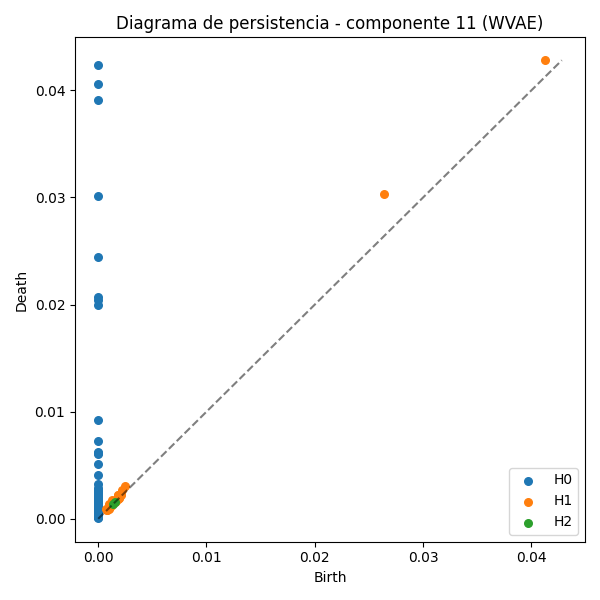 Diagrama de persistencia - componente 11 (WVAE)
0.04
0.03
0.02
0.01
0.00
Death
0.00 0.01 0.02 0.03 0.04
Birth
H0
H1
H2